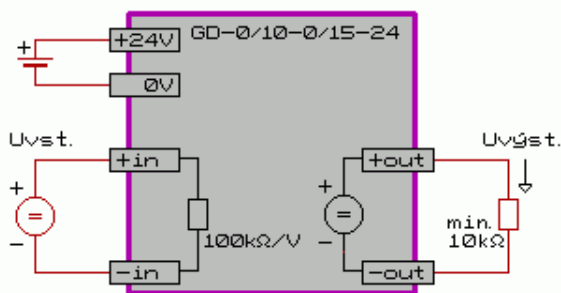 +24V GD-0/10-0/15-24
0V
Uvst. Uvýst.
+in +out
+ +
= =
- -
100kΩ/V min.
10kΩ
-in -out